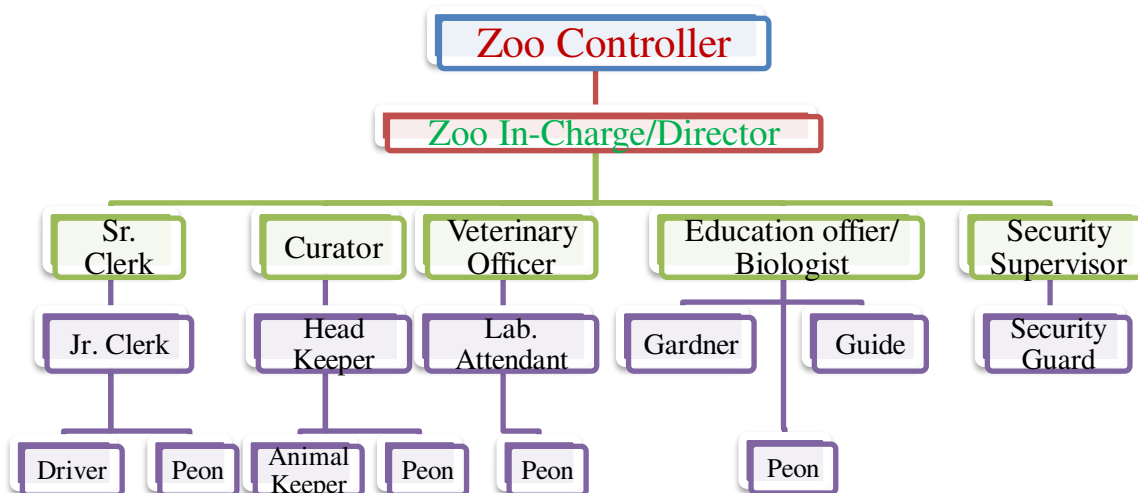 Zoo Controller
Zoo In-Charge/Director
Sr.
Clerk
Curator
Veterinary
Officer
Education offier/
Biologist
Security
Supervisor
Jr. Clerk
Head
Keeper
Lab.
Attendant
Gardner
Guide
Security
Guard
Driver
Peon
Animal
Keeper
Peon
Peon
Peon